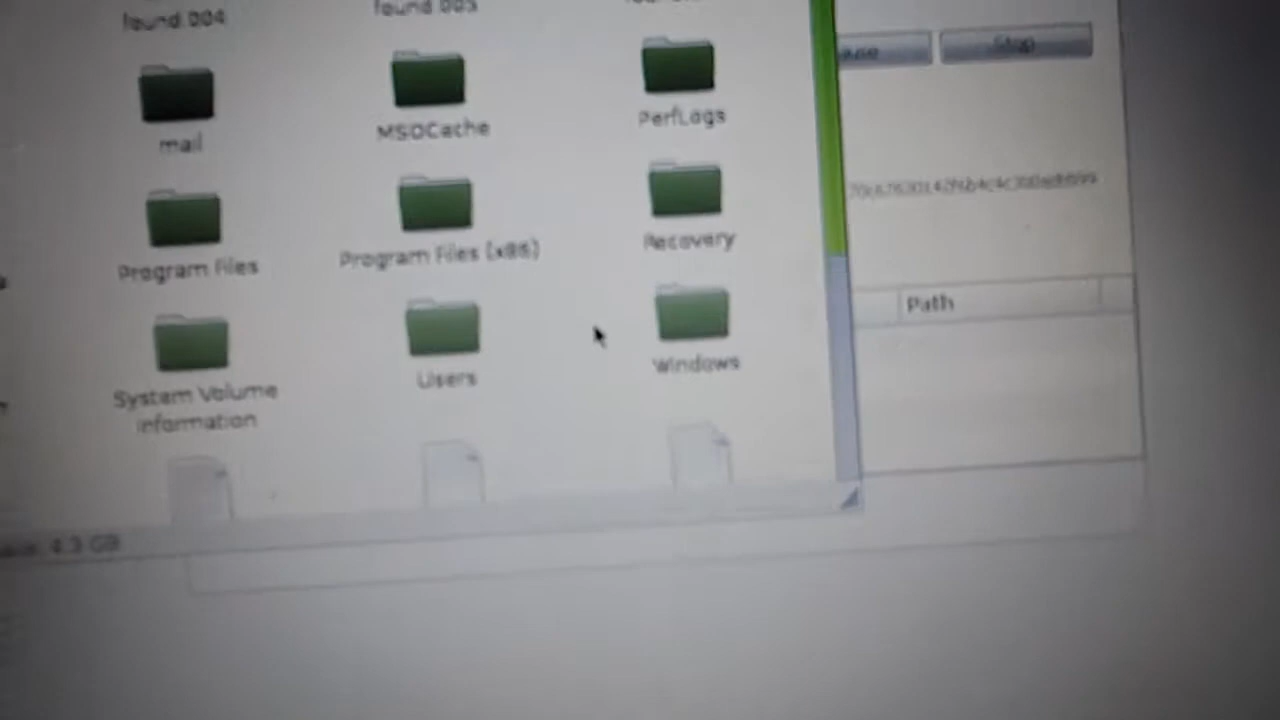 found.004
found.005
mail
MSOCache
PerfLogs
Program Files
Program Files (x86)
Recovery
System Volume
Information
Users
Windows
4.3 GB
Stop
Path